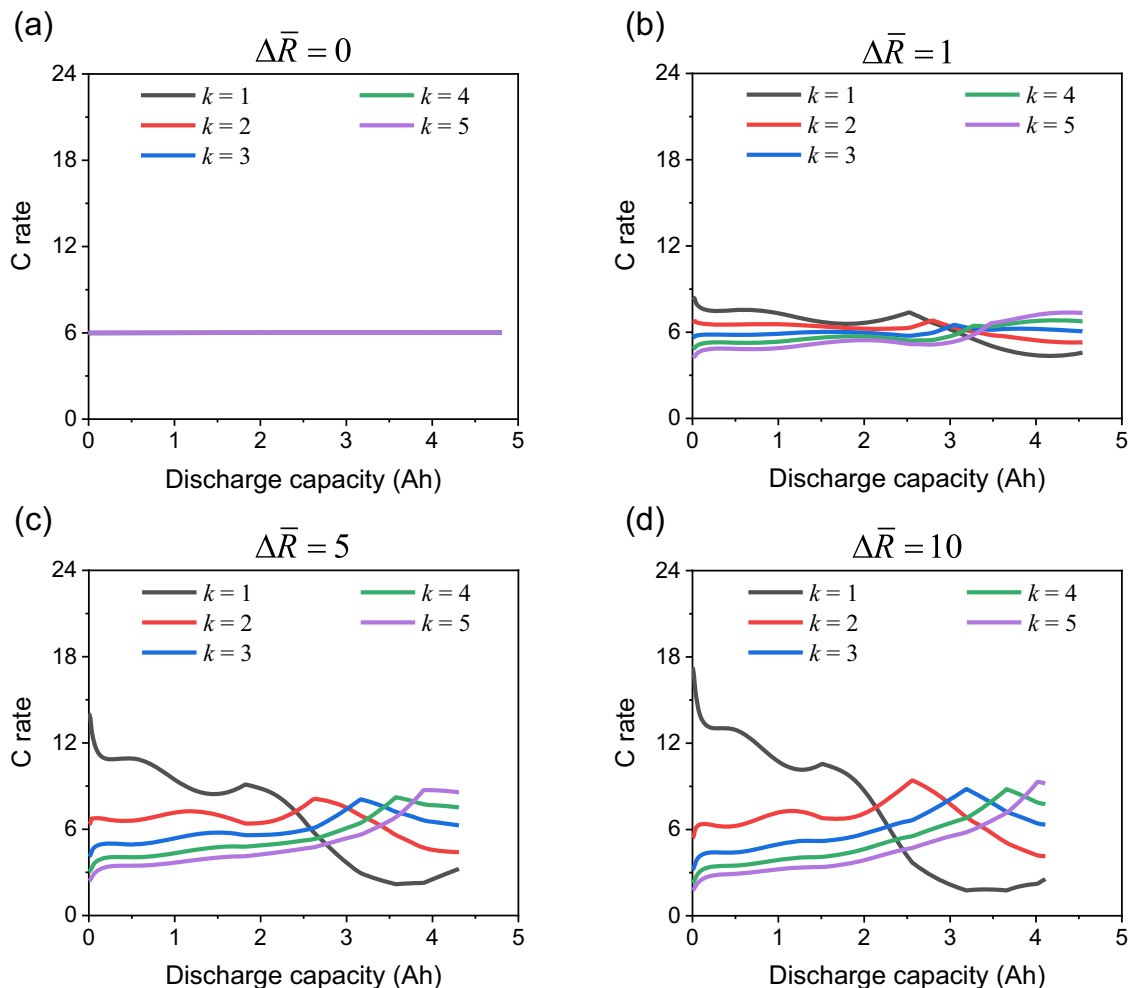 (a)
ΔR̅ = 0
24
18
12
6
0
C rate
k = 1
k = 2
k = 3
k = 4
k = 5
0 1 2 3 4 5
Discharge capacity (Ah)
(b)
ΔR̅ = 1
24
18
12
6
0
C rate
k = 1
k = 2
k = 3
k = 4
k = 5
0 1 2 3 4 5
Discharge capacity (Ah)
(c)
ΔR̅ = 5
24
18
12
6
0
C rate
k = 1
k = 2
k = 3
k = 4
k = 5
0 1 2 3 4 5
Discharge capacity (Ah)
(d)
ΔR̅ = 10
24
18
12
6
0
C rate
k = 1
k = 2
k = 3
k = 4
k = 5
0 1 2 3 4 5
Discharge capacity (Ah)